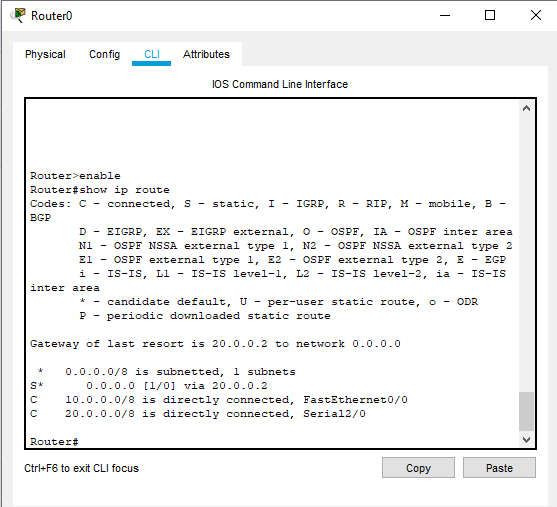 Router0
Physical Config CLI Attributes
IOS Command Line Interface
Router>enable
Router#show ip route
Codes: C - connected, S - static, I - IGRP, R - RIP, M - mobile, B -
BGP
       D - EIGRP, EX - EIGRP external, O - OSPF, IA - OSPF inter area
       N1 - OSPF NSSA external type 1, N2 - OSPF NSSA external type 2
       E1 - OSPF external type 1, E2 - OSPF external type 2, E - EGP
       i - IS-IS, L1 - IS-IS level-1, L2 - IS-IS level-2, ia - IS-IS
inter area
       * - candidate default, U - per-user static route, o - ODR
       P - periodic downloaded static route
Gateway of last resort is 20.0.0.2 to network 0.0.0.0
 *   0.0.0.0/8 is subnetted, 1 subnets
S*      0.0.0.0 [1/0] via 20.0.0.2
C    10.0.0.0/8 is directly connected, FastEthernet0/0
C    20.0.0.0/8 is directly connected, Serial2/0
Router#
Ctrl+F6 to exit CLI focus Copy Paste